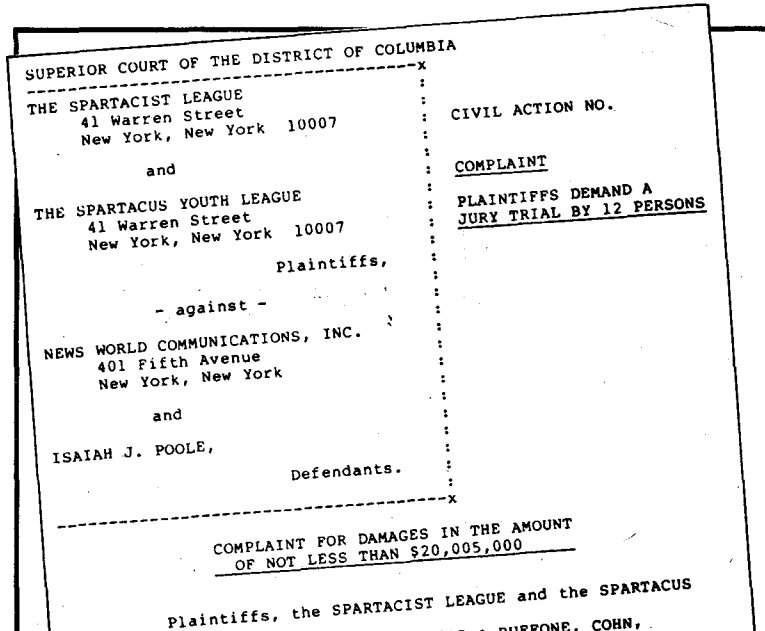 SUPERIOR COURT OF THE DISTRICT OF COLUMBIA
------------------------------------x
THE SPARTACIST LEAGUE
41 Warren Street
New York, New York 10007
and
THE SPARTACUS YOUTH LEAGUE
41 Warren Street
New York, New York 10007
Plaintiffs,
- against -
NEWS WORLD COMMUNICATIONS, INC.
401 Fifth Avenue
New York, New York
and
ISAIAH J. POOLE,
Defendants.
------------------------------------x
CIVIL ACTION NO.
COMPLAINT
PLAINTIFFS DEMAND A
JURY TRIAL BY 12 PERSONS
COMPLAINT FOR DAMAGES IN THE AMOUNT
OF NOT LESS THAN $20,005,000
Plaintiffs, the SPARTACIST LEAGUE and the SPARTACUS
COHN,